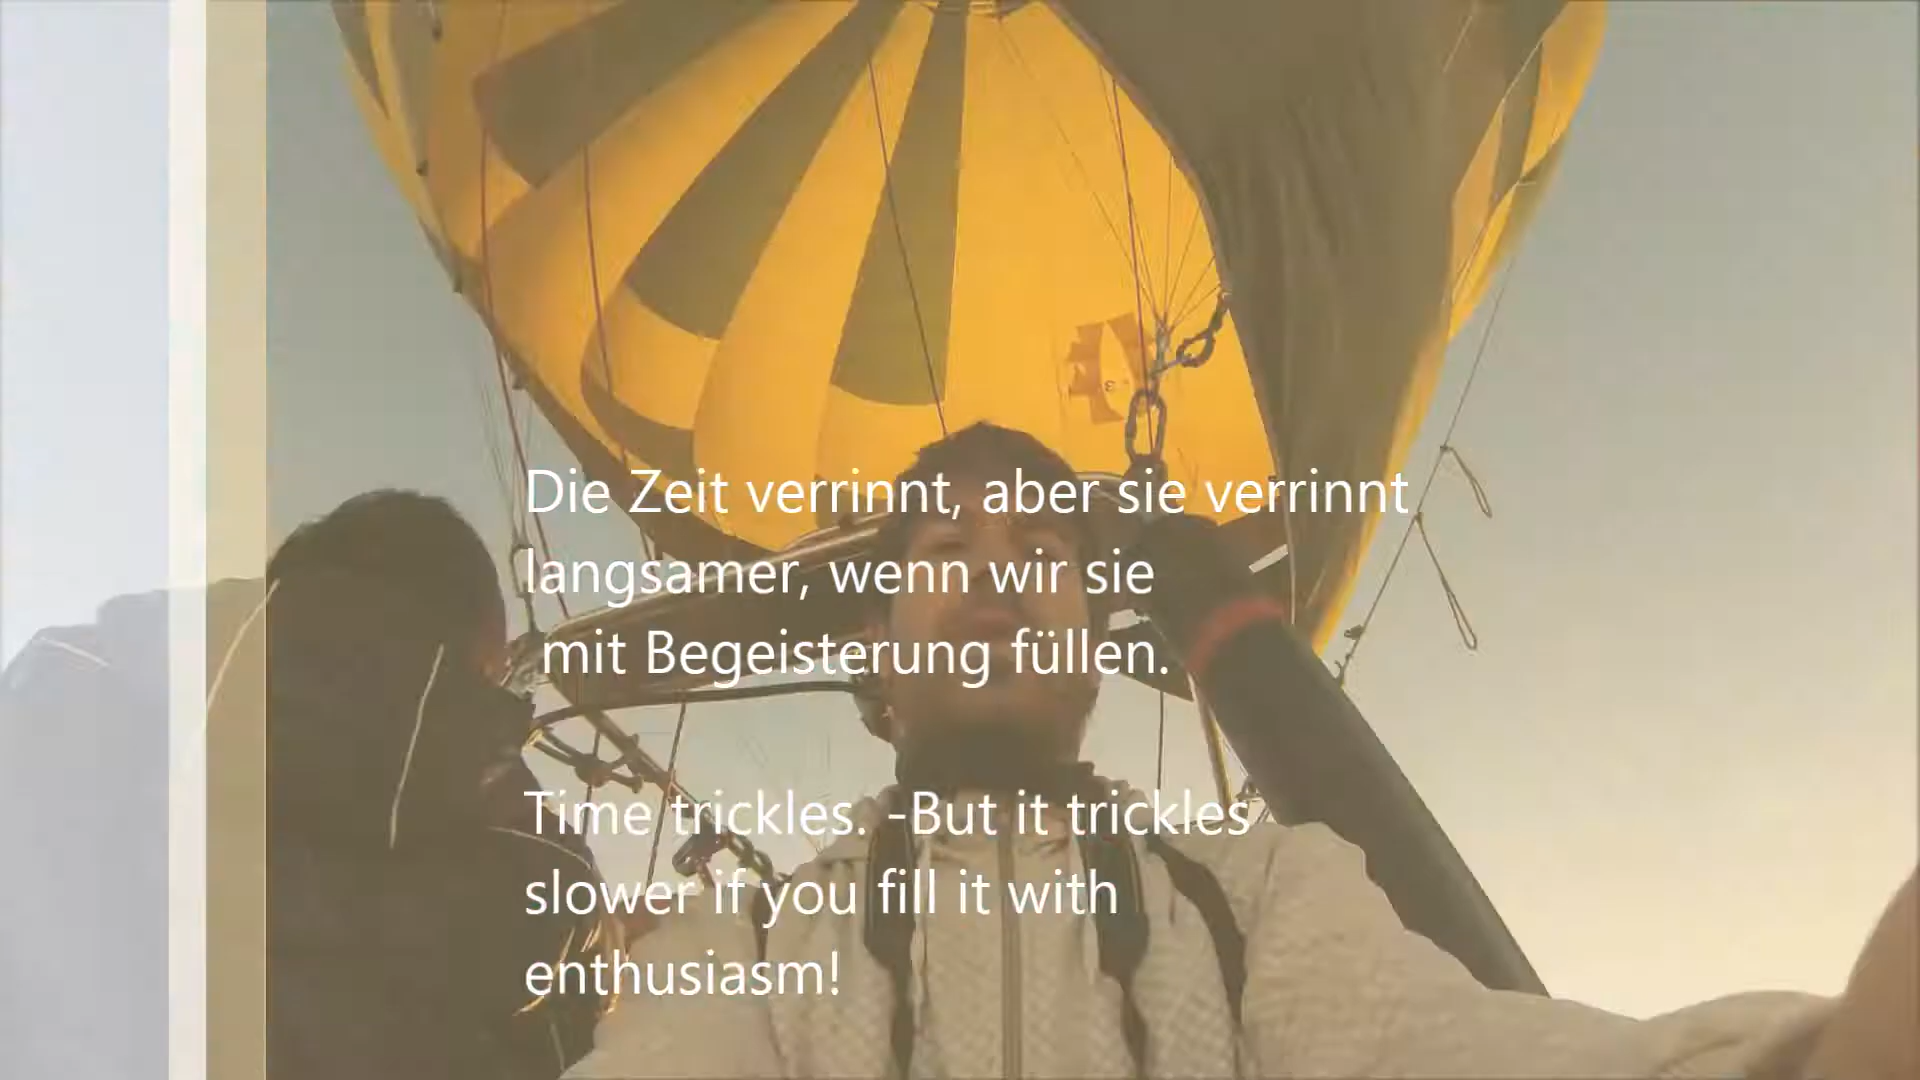 Die Zeit verrinnt, aber sie verrinnt
langsamer, wenn wir sie
mit Begeisterung füllen.
Time trickles. -But it trickles
slower if you fill it with
enthusiasm!